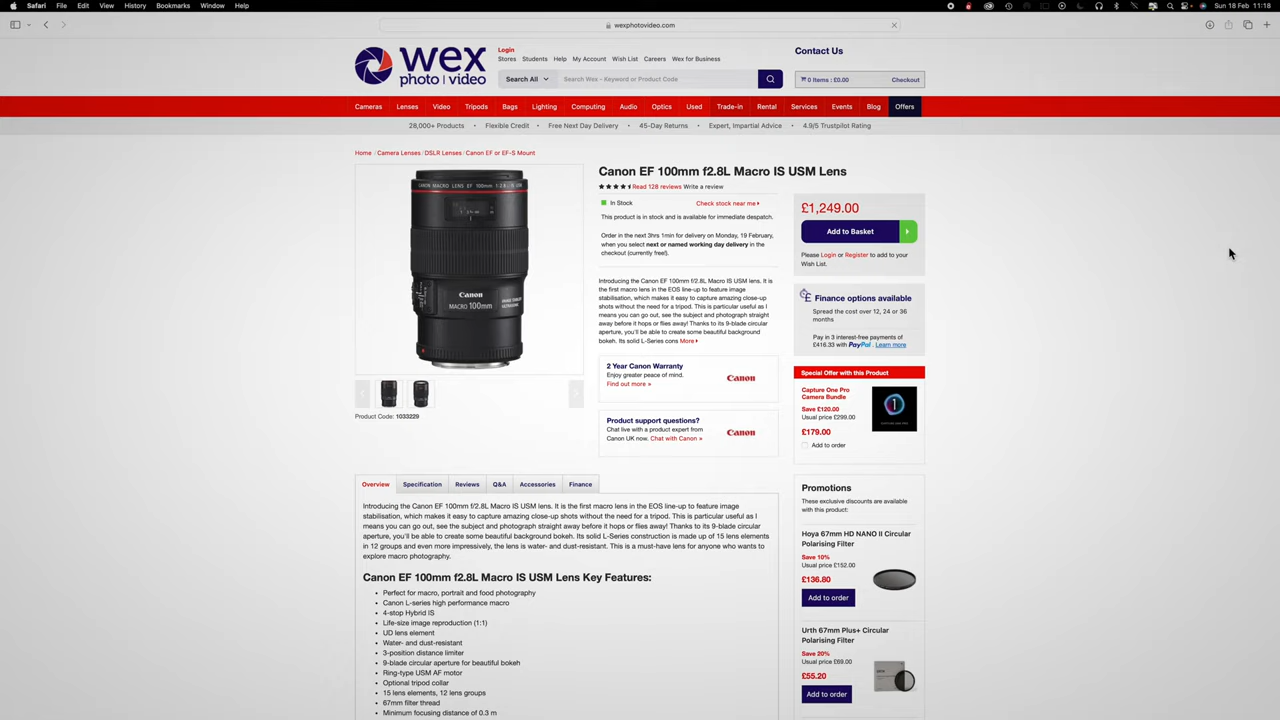 Safari File Edit View History Bookmarks Window Help
Sun 18 Feb 11:18
wexphotovideo.com
wex
photo | video
Login
Stores Students Help My Account Wish List Careers Wex for Business
Search All Search Wex – Keyword or Product Code
Contact Us
0 Items : £0.00 Checkout
Cameras Lenses Video Tripods Bags Lighting Computing Audio Optics Used Trade-in Rental Services Events Blog Offers
28,000+ Products • Flexible Credit • Free Next Day Delivery • 45-Day Returns • Expert, Impartial Advice • 4.9/5 Trustpilot Rating
Home / Camera Lenses / DSLR Lenses / Canon EF or EF-S Mount
Canon
MACRO 100mm
Product Code: 1033229
Canon EF 100mm f2.8L Macro IS USM Lens
Read 128 reviews Write a review
In Stock
Check stock near me
This product is in stock and is available for immediate despatch.
Order in the next 3hrs 1min for delivery on Monday, 19 February,
when you select next or named working day delivery in the
checkout (currently free!).
Introducing the Canon EF 100mm f/2.8L Macro IS USM lens. It is
the first macro lens in the EOS line-up to feature image
stabilisation, which makes it easy to capture amazing close-up
shots without the need for a tripod. This is particular useful as I
means you can go out, see the subject and photograph straight
away before it hops or flies away! Thanks to its 9-blade circular
aperture, you'll be able to create some beautiful background
bokeh. Its solid L-Series cons More
2 Year Canon Warranty
Enjoy greater peace of mind.
Find out more »
Canon
Product support questions?
Chat live with a product expert from
Canon UK now. Chat with Canon »
Canon
£1,249.00
Add to Basket
Please Login or Register to add to your
Wish List.
Finance options available
Spread the cost over 12, 24 or 36
months
Pay in 3 interest-free payments of
£416.33 with PayPal. Learn more
Special Offer with this Product
Capture One Pro
Camera Bundle
Save £120.00
Usual price £299.00
£179.00
Add to order
Overview Specification Reviews Q&A Accessories Finance
Introducing the Canon EF 100mm f/2.8L Macro IS USM lens. It is the first macro lens in the EOS line-up to feature image
stabilisation, which makes it easy to capture amazing close-up shots without the need for a tripod. This is particular useful as I
means you can go out, see the subject and photograph straight away before it hops or flies away! Thanks to its 9-blade circular
aperture, you'll be able to create some beautiful background bokeh. Its solid L-Series construction is made up of 15 lens elements
in 12 groups and even more impressively, the lens is water- and dust-resistant. This is a must-have lens for anyone who wants to
explore macro photography.
Canon EF 100mm f2.8L Macro IS USM Lens Key Features:
• Perfect for macro, portrait and food photography
• Canon L-series high performance macro
• 4-stop Hybrid IS
• Life-size image reproduction (1:1)
• UD lens element
• Water- and dust-resistant
• 3-position distance limiter
• 9-blade circular aperture for beautiful bokeh
• Ring-type USM AF motor
• Optional tripod collar
• 15 lens elements, 12 lens groups
• 67mm filter thread
• Minimum focusing distance of 0.3 m
Promotions
These exclusive discounts are available
with this product:
Hoya 67mm HD NANO II Circular
Polarising Filter
Save 10%
Usual price £152.00
£136.80
Add to order
Urth 67mm Plus+ Circular
Polarising Filter
Save 20%
Usual price £69.00
£55.20
Add to order